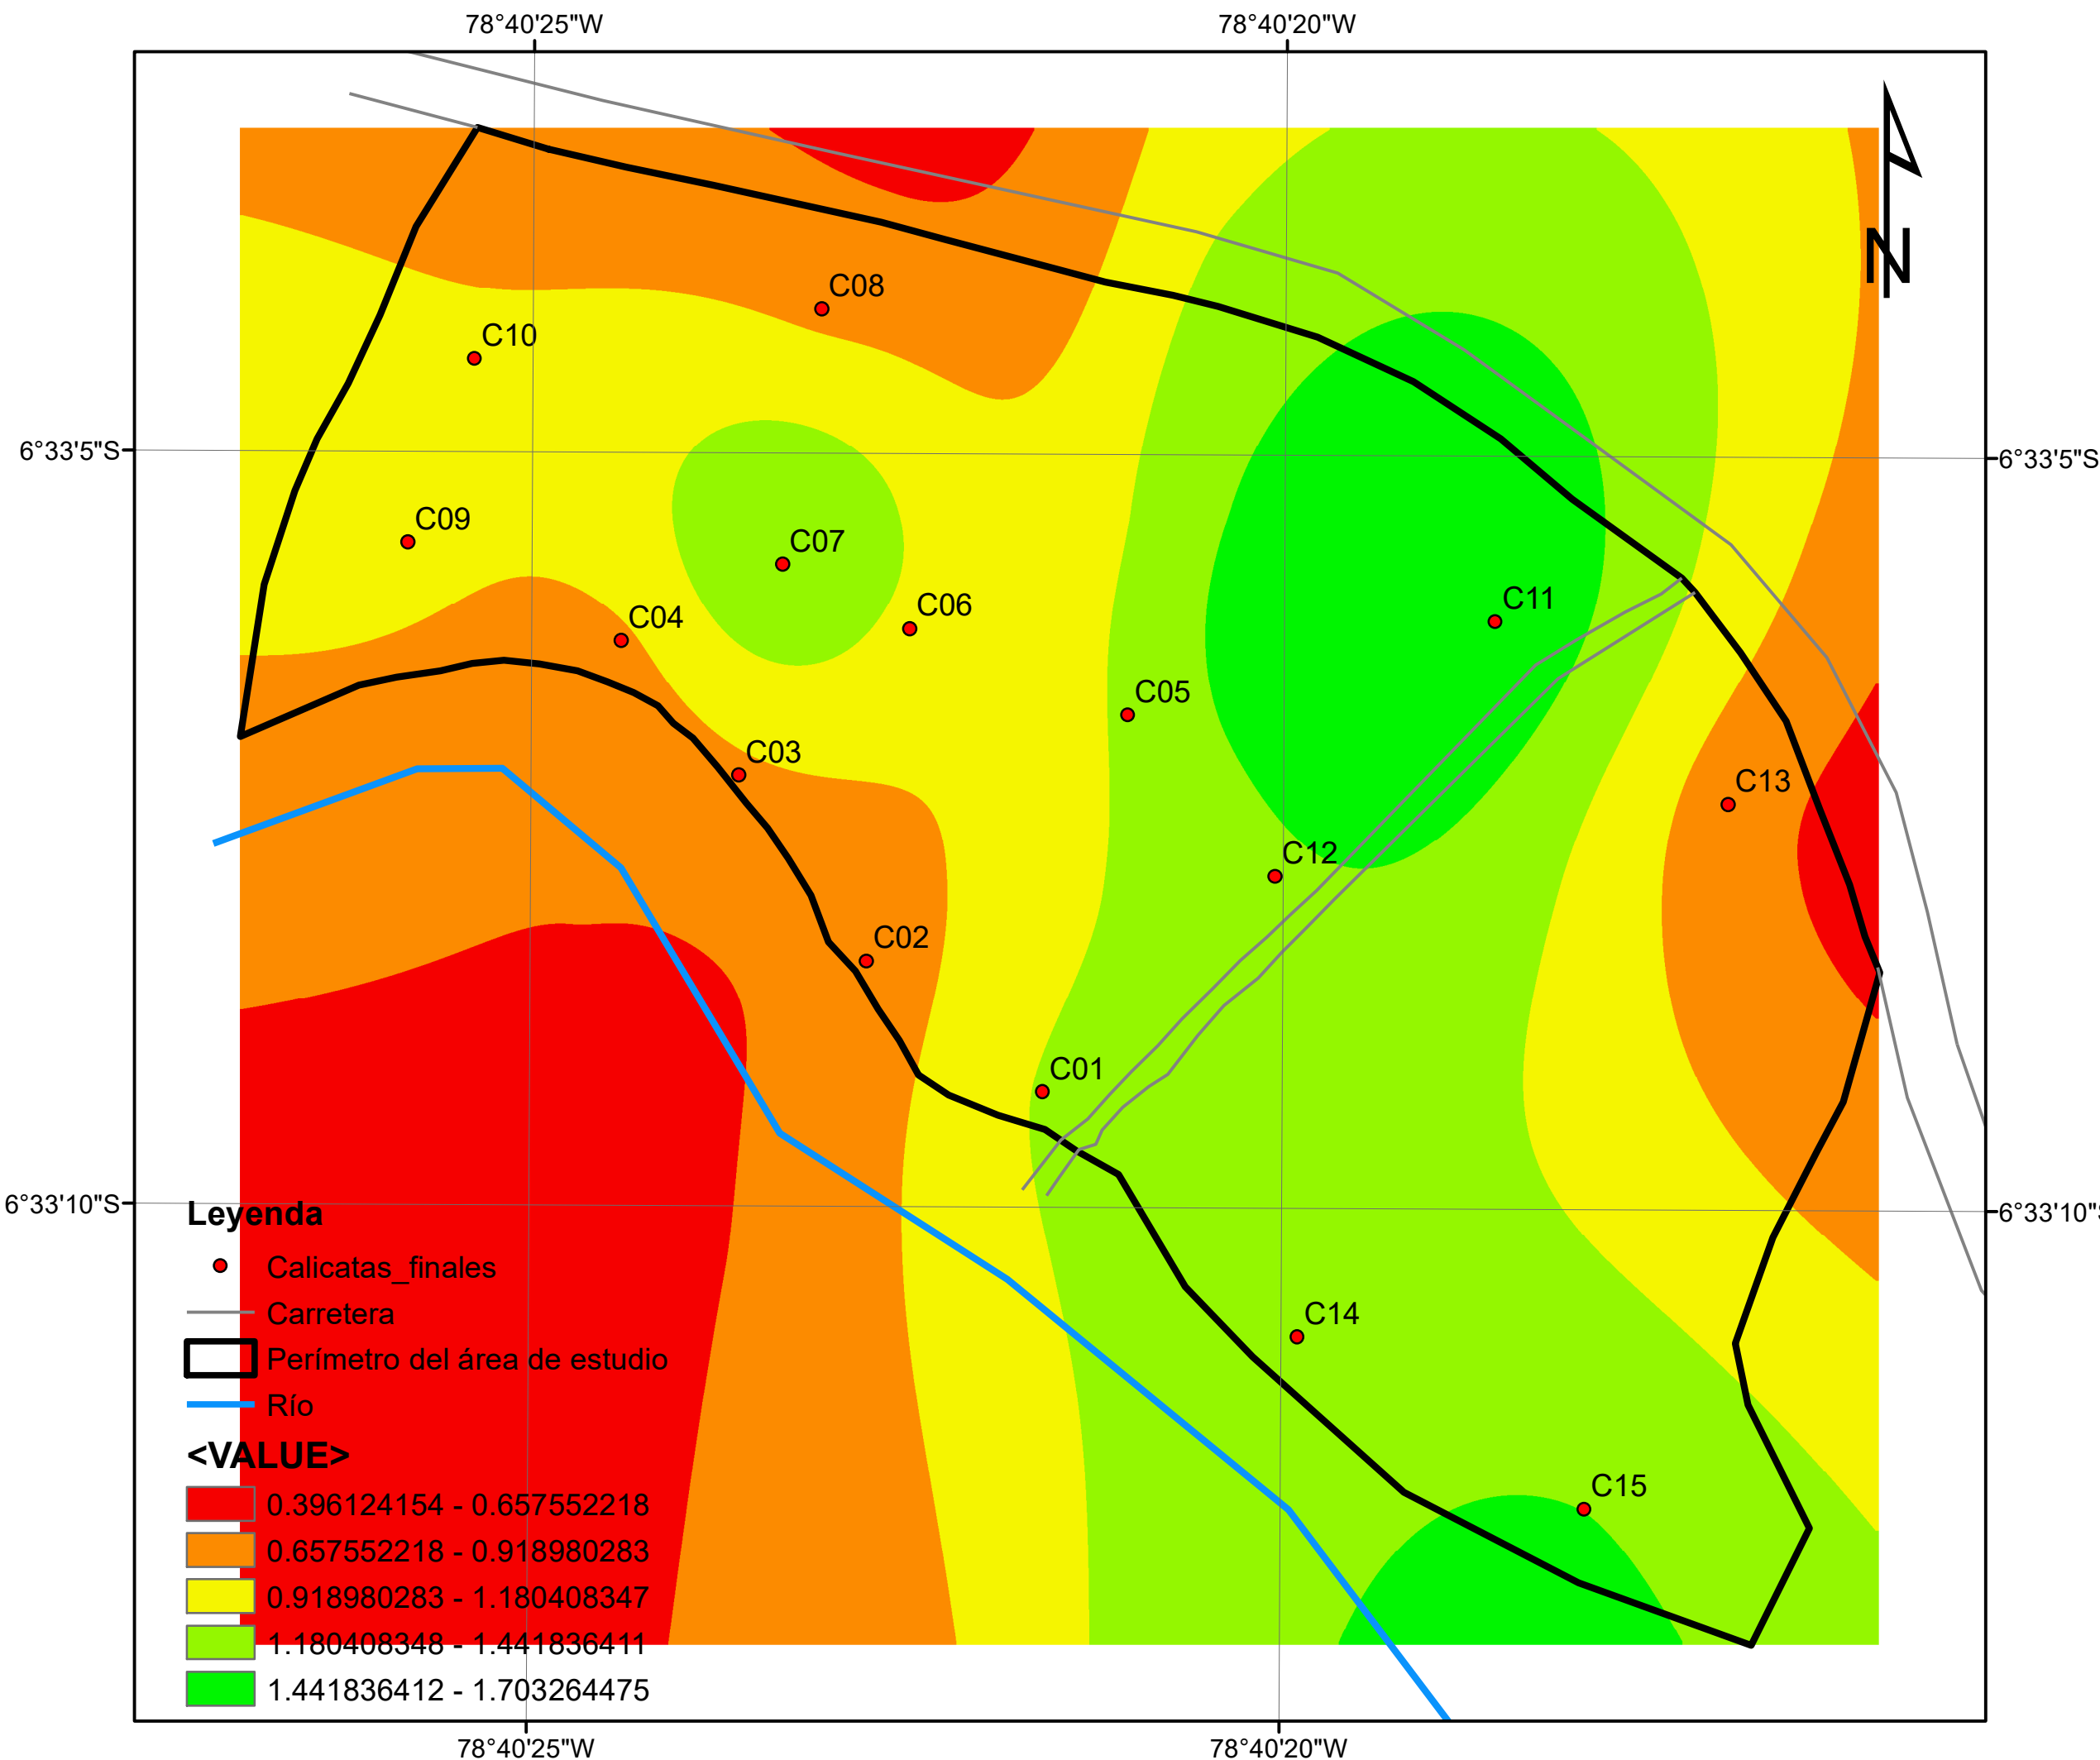 78°40'25"W
78°40'20"W
N
C08
C10
6°33'5"S
6°33'5"S
C09
C07
C11
C06
C04
C05
C03
C13
C12
C02
C01
6°33'10"S
6°33'10"S
Leyenda
Calicatas_finales
C14
Carretera
Perímetro del área de estudio
Río
<VALUE>
C15
0.396124154 - 0.657552218
0.657552218 - 0.918980283
0.918980283 - 1.180408347
1.180408348 - 1.441836411
1.441836412 - 1.703264475
78°40'25"W
78°40'20"W